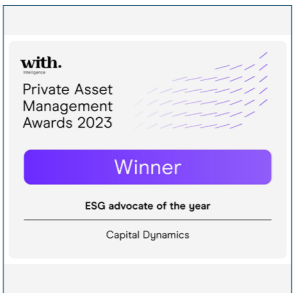 with.
Intelligence
Private Asset
Management
Awards 2023
Winner
ESG advocate of the year
Capital Dynamics